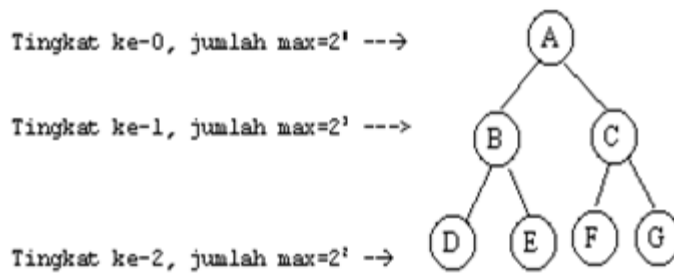 Tingkat ke-0, jumlah max=2⁰ ---> A
Tingkat ke-1, jumlah max=2¹ ---> B C
Tingkat ke-2, jumlah max=2² --> D E F G